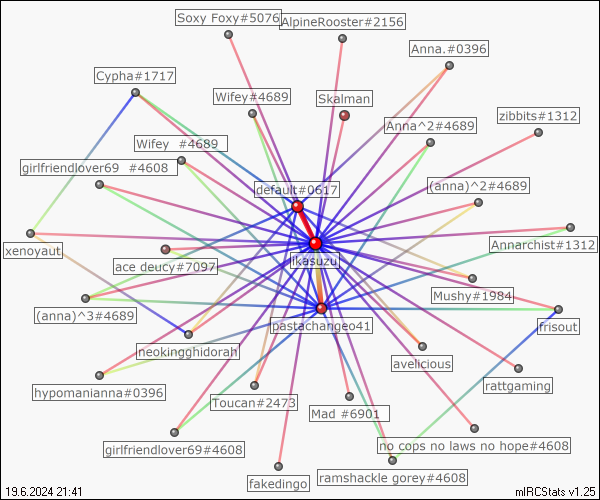 Soxy Foxy#5076
AlpineRooster#2156
Anna.#0396
Cypha#1717
Wifey#4689
Skalman
zibbits#1312
Anna^2#4689
Wifey #4689
girlfriendlover69 #4608
default#0617
(anna)^2#4689
Annarchist#1312
xenoyaut
ikasuzu
ace deucy#7097
Mushy#1984
(anna)^3#4689
pastachangeo41
frisout
neokingghidorah
avelicious
rattgaming
hypomanianna#0396
Toucan#2473
Mad #6901
girlfriendlover69#4608
no cops no laws no hope#4608
fakedingo
ramshackle gorey#4608
19.6.2024 21:41
mIRCStats v1.25